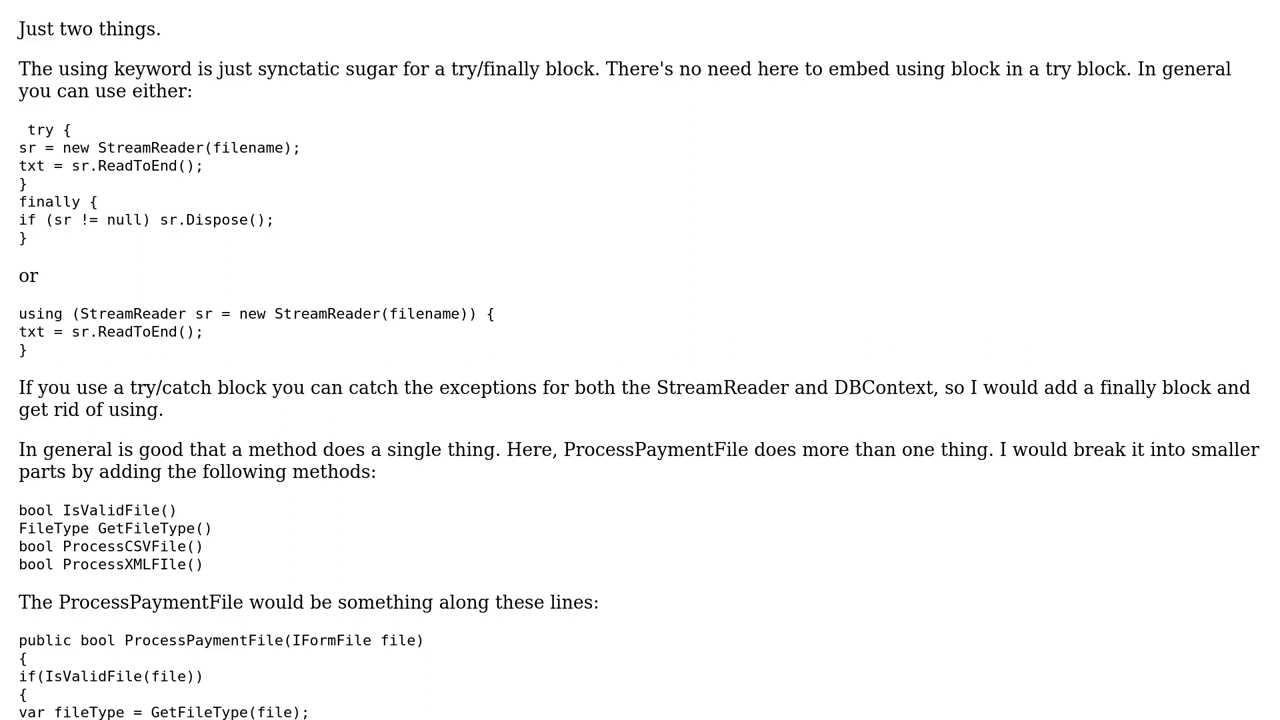 Just two things.
The using keyword is just synctatic sugar for a try/finally block. There's no need here to embed using block in a try block. In general
you can use either:
try {
sr = new StreamReader(filename);
txt = sr.ReadToEnd();
}
finally {
if (sr != null) sr.Dispose();
}
or
using (StreamReader sr = new StreamReader(filename)) {
txt = sr.ReadToEnd();
}
If you use a try/catch block you can catch the exceptions for both the StreamReader and DBContext, so I would add a finally block and
get rid of using.
In general is good that a method does a single thing. Here, ProcessPaymentFile does more than one thing. I would break it into smaller
parts by adding the following methods:
bool IsValidFile()
FileType GetFileType()
bool ProcessCSVFile()
bool ProcessXMLFIle()
The ProcessPaymentFile would be something along these lines:
public bool ProcessPaymentFile(IFormFile file)
{
if(IsValidFile(file))
{
var fileType = GetFileType(file);